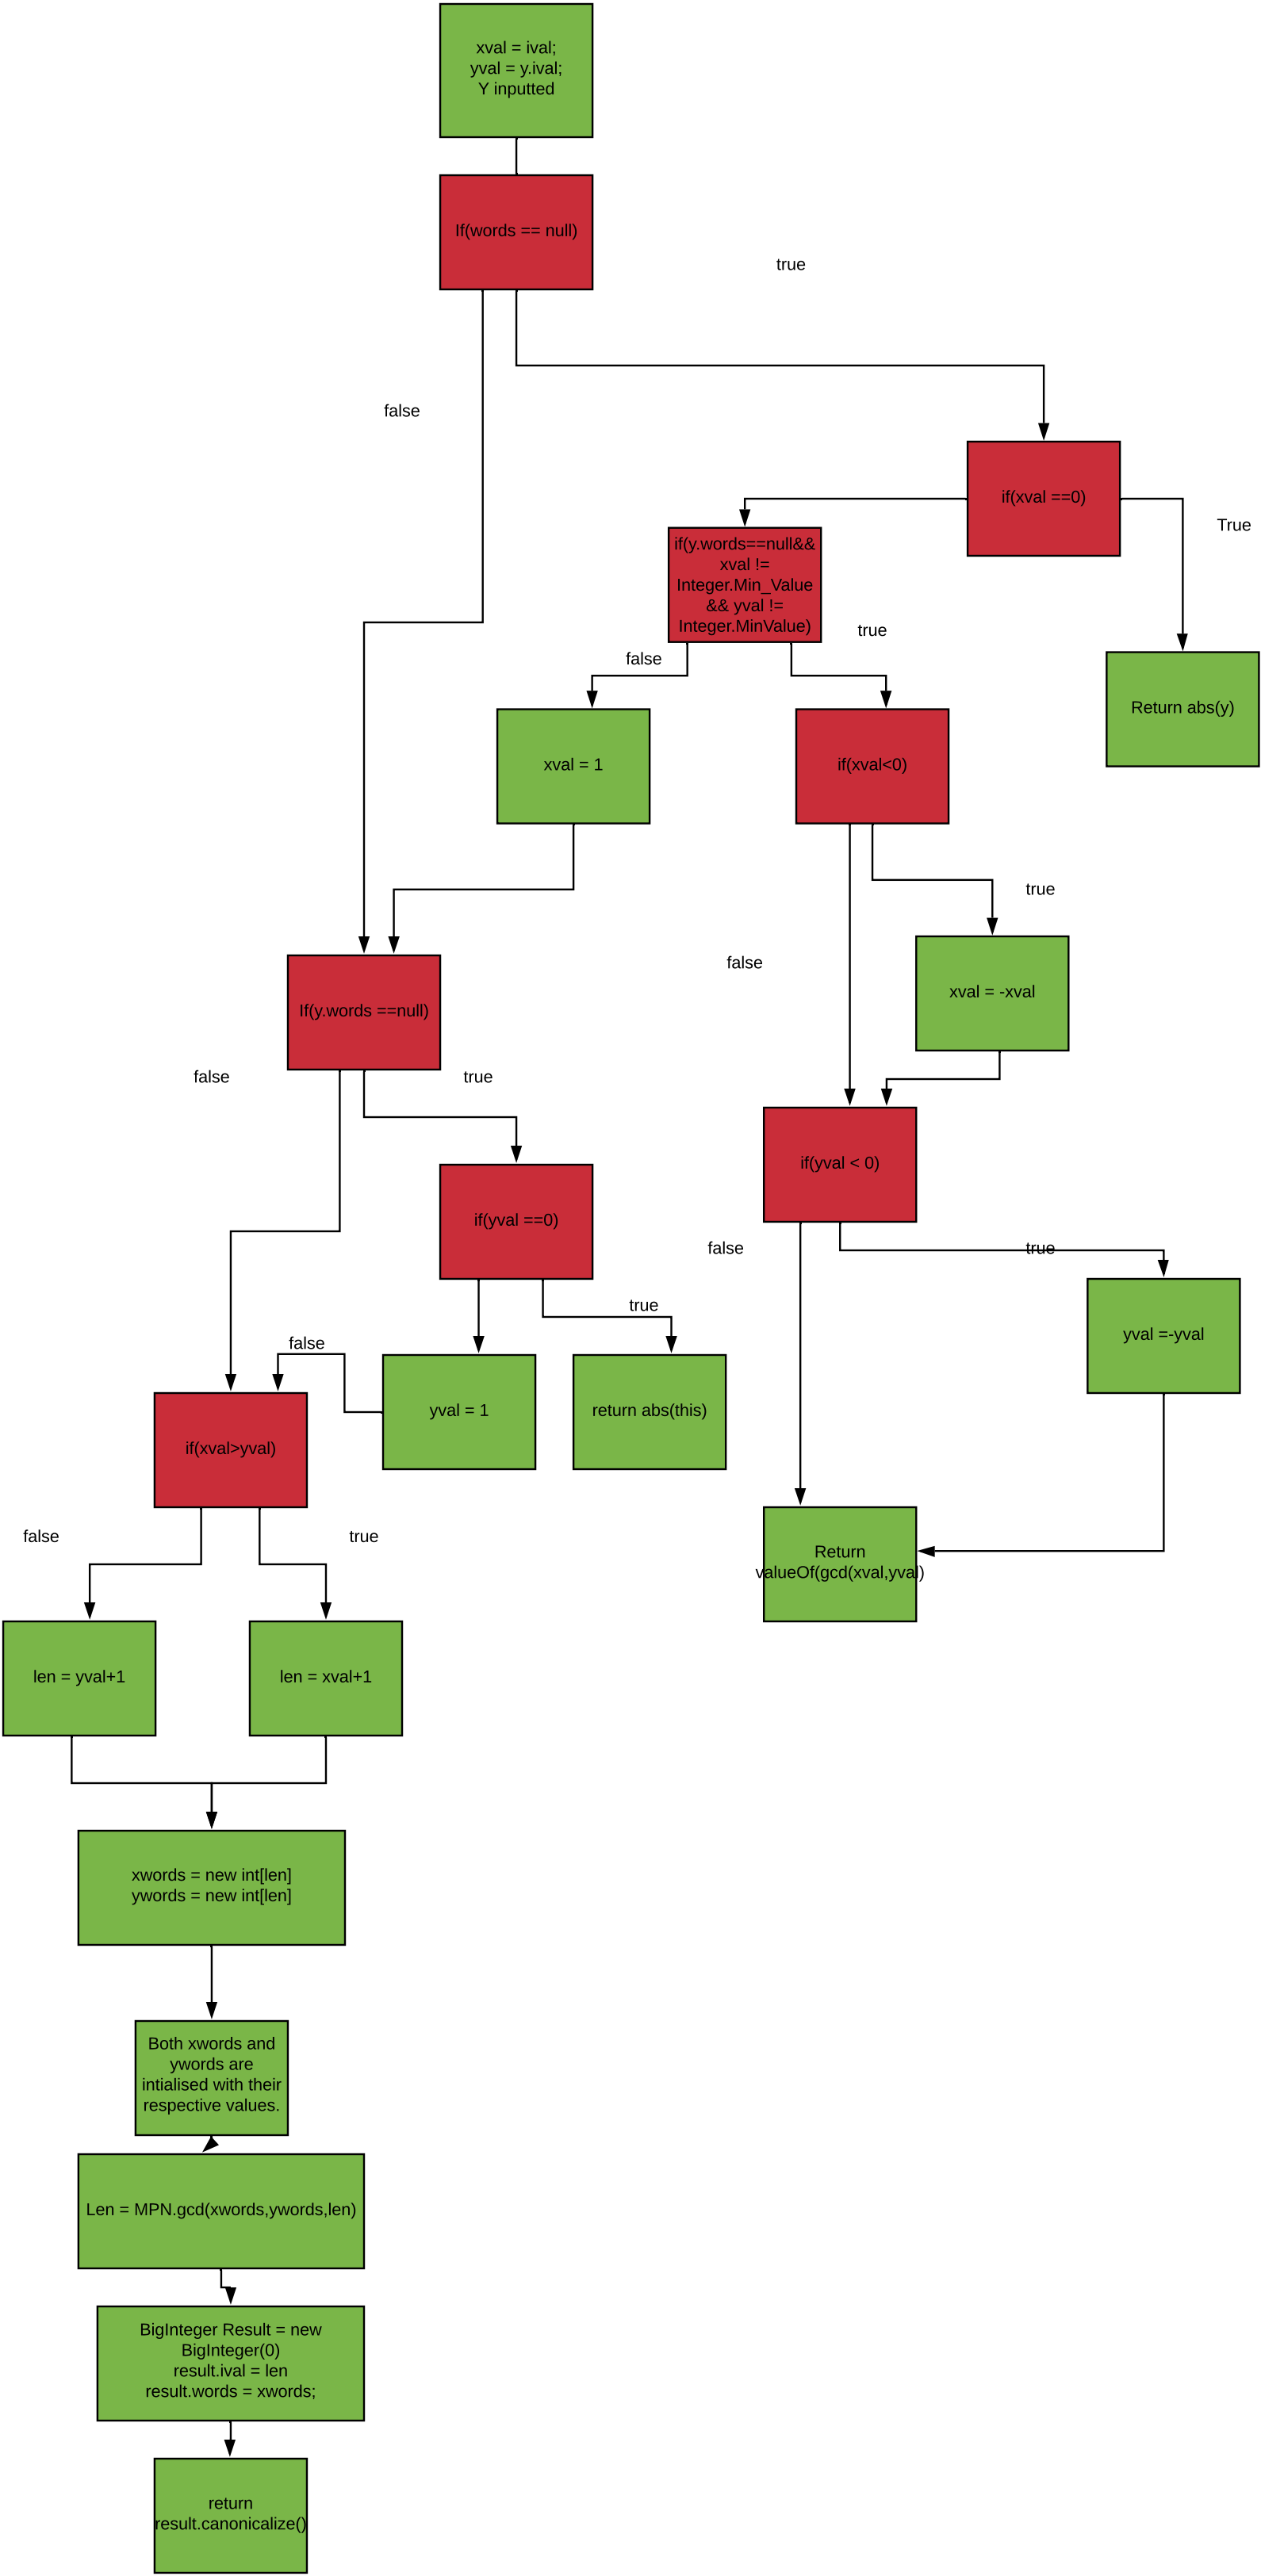 xval = ival;
yval = y.ival;
Y inputted
If(words == null)
true
false
if(xval ==0)
True
if(y.words==null&&
xval !=
Integer.Min_Value
&& yval !=
Integer.MinValue)
true
false
Return abs(y)
xval = 1
if(xval<0)
true
false
xval = -xval
If(y.words ==null)
false
true
if(yval < 0)
if(yval ==0)
false
true
true
false
yval =-yval
yval = 1
return abs(this)
if(xval>yval)
false
true
Return
valueOf(gcd(xval,yval)
len = yval+1
len = xval+1
xwords = new int[len]
ywords = new int[len]
Both xwords and
ywords are
intialised with their
respective values.
Len = MPN.gcd(xwords,ywords,len)
BigInteger Result = new
BigInteger(0)
result.ival = len
result.words = xwords;
return
result.canonicalize()